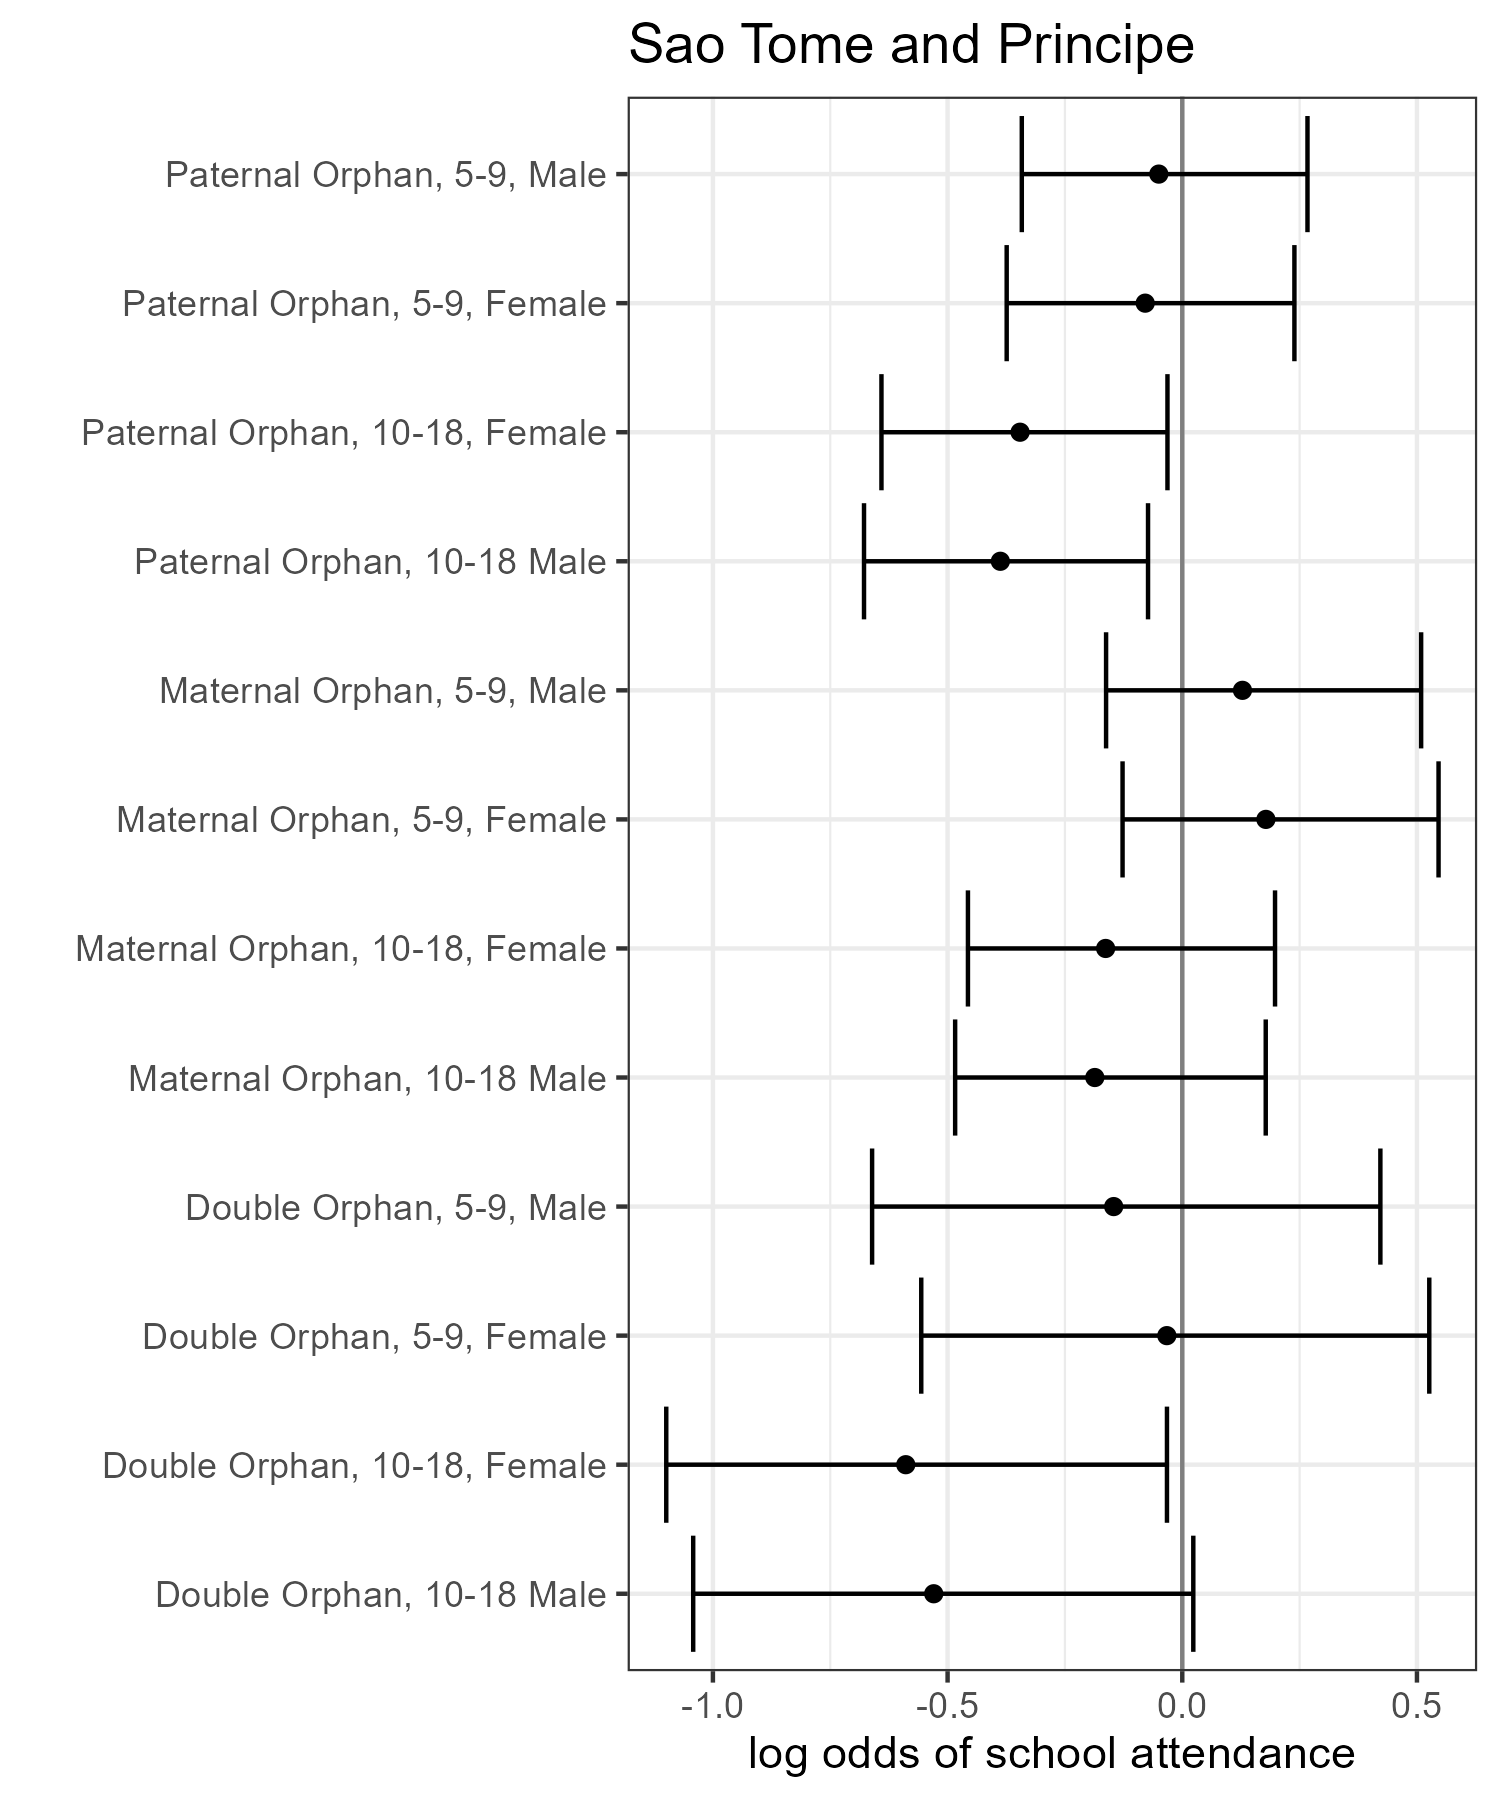 Sao Tome and Principe
Paternal Orphan, 5-9, Male
Paternal Orphan, 5-9, Female
Paternal Orphan, 10-18, Female
Paternal Orphan, 10-18 Male
Maternal Orphan, 5-9, Male
Maternal Orphan, 5-9, Female
Maternal Orphan, 10-18, Female
Maternal Orphan, 10-18 Male
Double Orphan, 5-9, Male
Double Orphan, 5-9, Female
Double Orphan, 10-18, Female
Double Orphan, 10-18 Male
-1.0 -0.5 0.0 0.5
log odds of school attendance